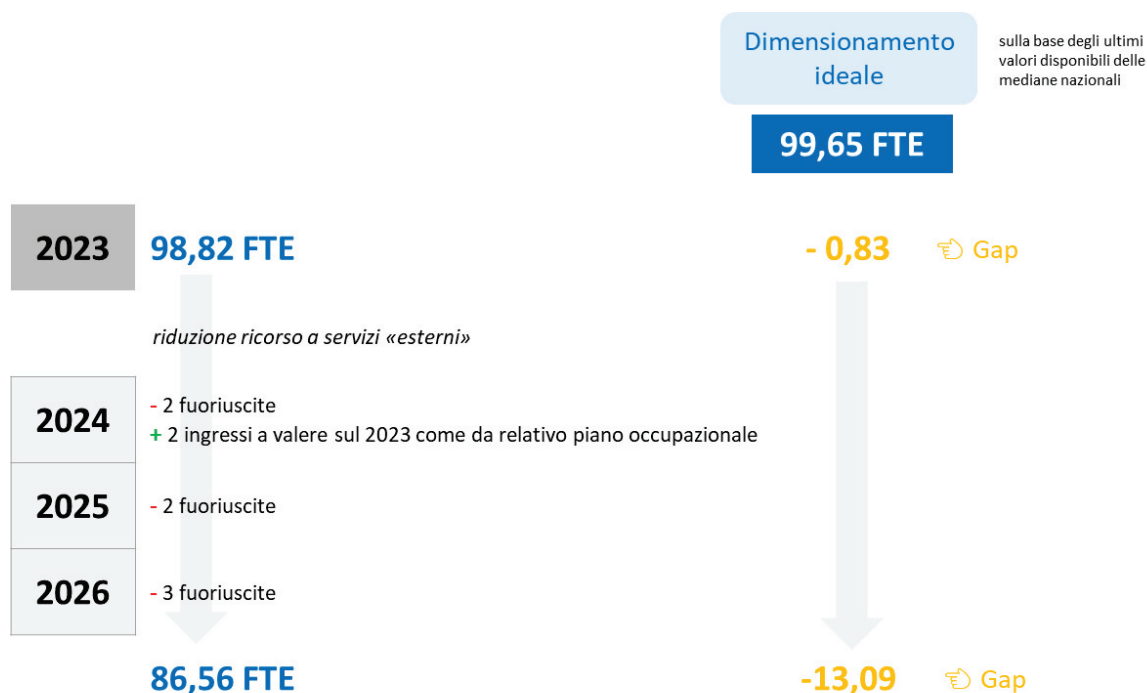 Dimensionamento
ideale
sulla base degli ultimi
valori disponibili delle
mediane nazionali
99,65 FTE
2023
98,82 FTE
- 0,83
Gap
riduzione ricorso a servizi «esterni»
2024
- 2 fuoriuscite
+ 2 ingressi a valere sul 2023 come da relativo piano occupazionale
2025
- 2 fuoriuscite
2026
- 3 fuoriuscite
86,56 FTE
-13,09
Gap